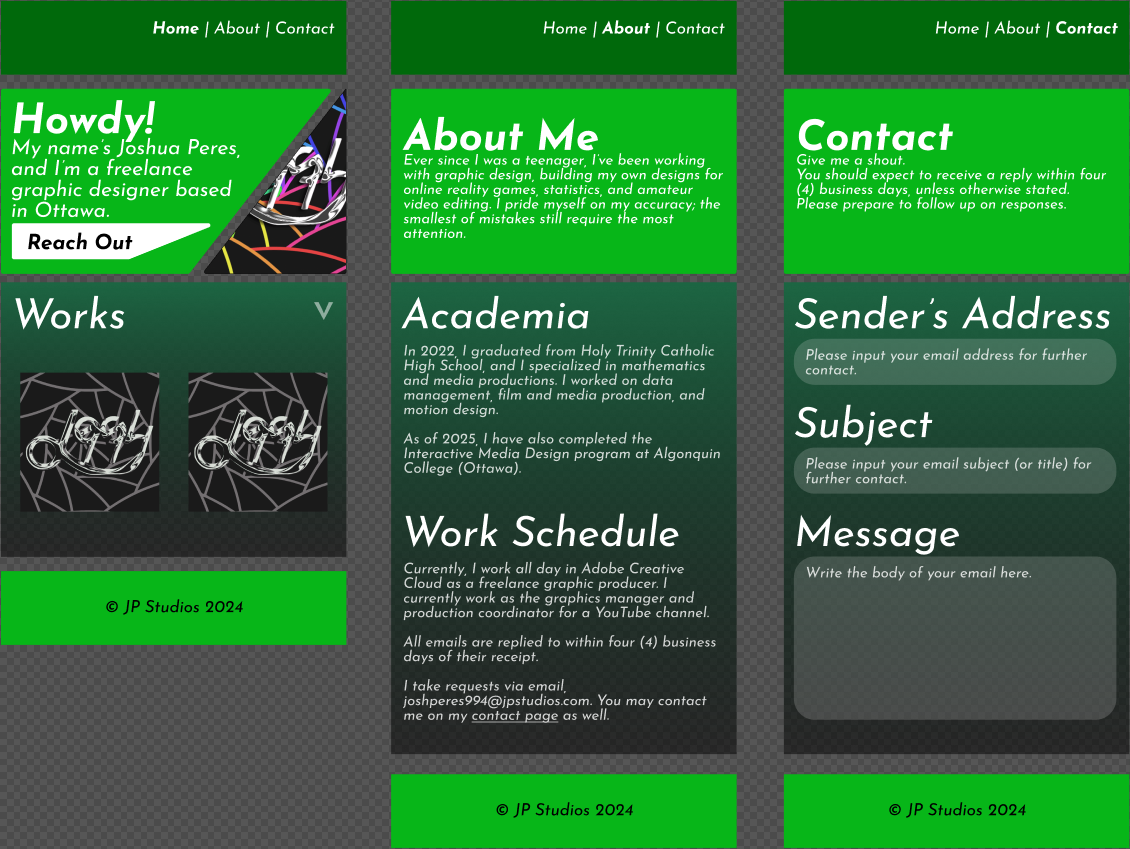 Home | About | Contact
Howdy!
My name's Joshua Peres,
and I'm a freelance
graphic designer based
in Ottawa.
Reach Out
Works
V
© JP Studios 2024
Home | About | Contact
About Me
Ever since I was a teenager, I've been working
with graphic design, building my own designs for
online reality games, statistics, and amateur
video editing. I pride myself on my accuracy; the
smallest of mistakes still require the most
attention.
Academia
In 2022, I graduated from Holy Trinity Catholic
High School, and I specialized in mathematics
and media productions. I worked on data
management, film and media production, and
motion design.
As of 2025, I have also completed the
Interactive Media Design program at Algonquin
College (Ottawa).
Work Schedule
Currently, I work all day in Adobe Creative
Cloud as a freelance graphic producer. I
currently work as the graphics manager and
production coordinator for a YouTube channel.
All emails are replied to within four (4) business
days of their receipt.
I take requests via email,
joshperes994@jpstudios.com. You may contact
me on my contact page as well.
© JP Studios 2024
Home | About | Contact
Contact
Give me a shout.
You should expect to receive a reply within four
(4) business days, unless otherwise stated.
Please prepare to follow up on responses.
Sender's Address
Please input your email address for further
contact.
Subject
Please input your email subject (or title) for
further contact.
Message
Write the body of your email here.
© JP Studios 2024